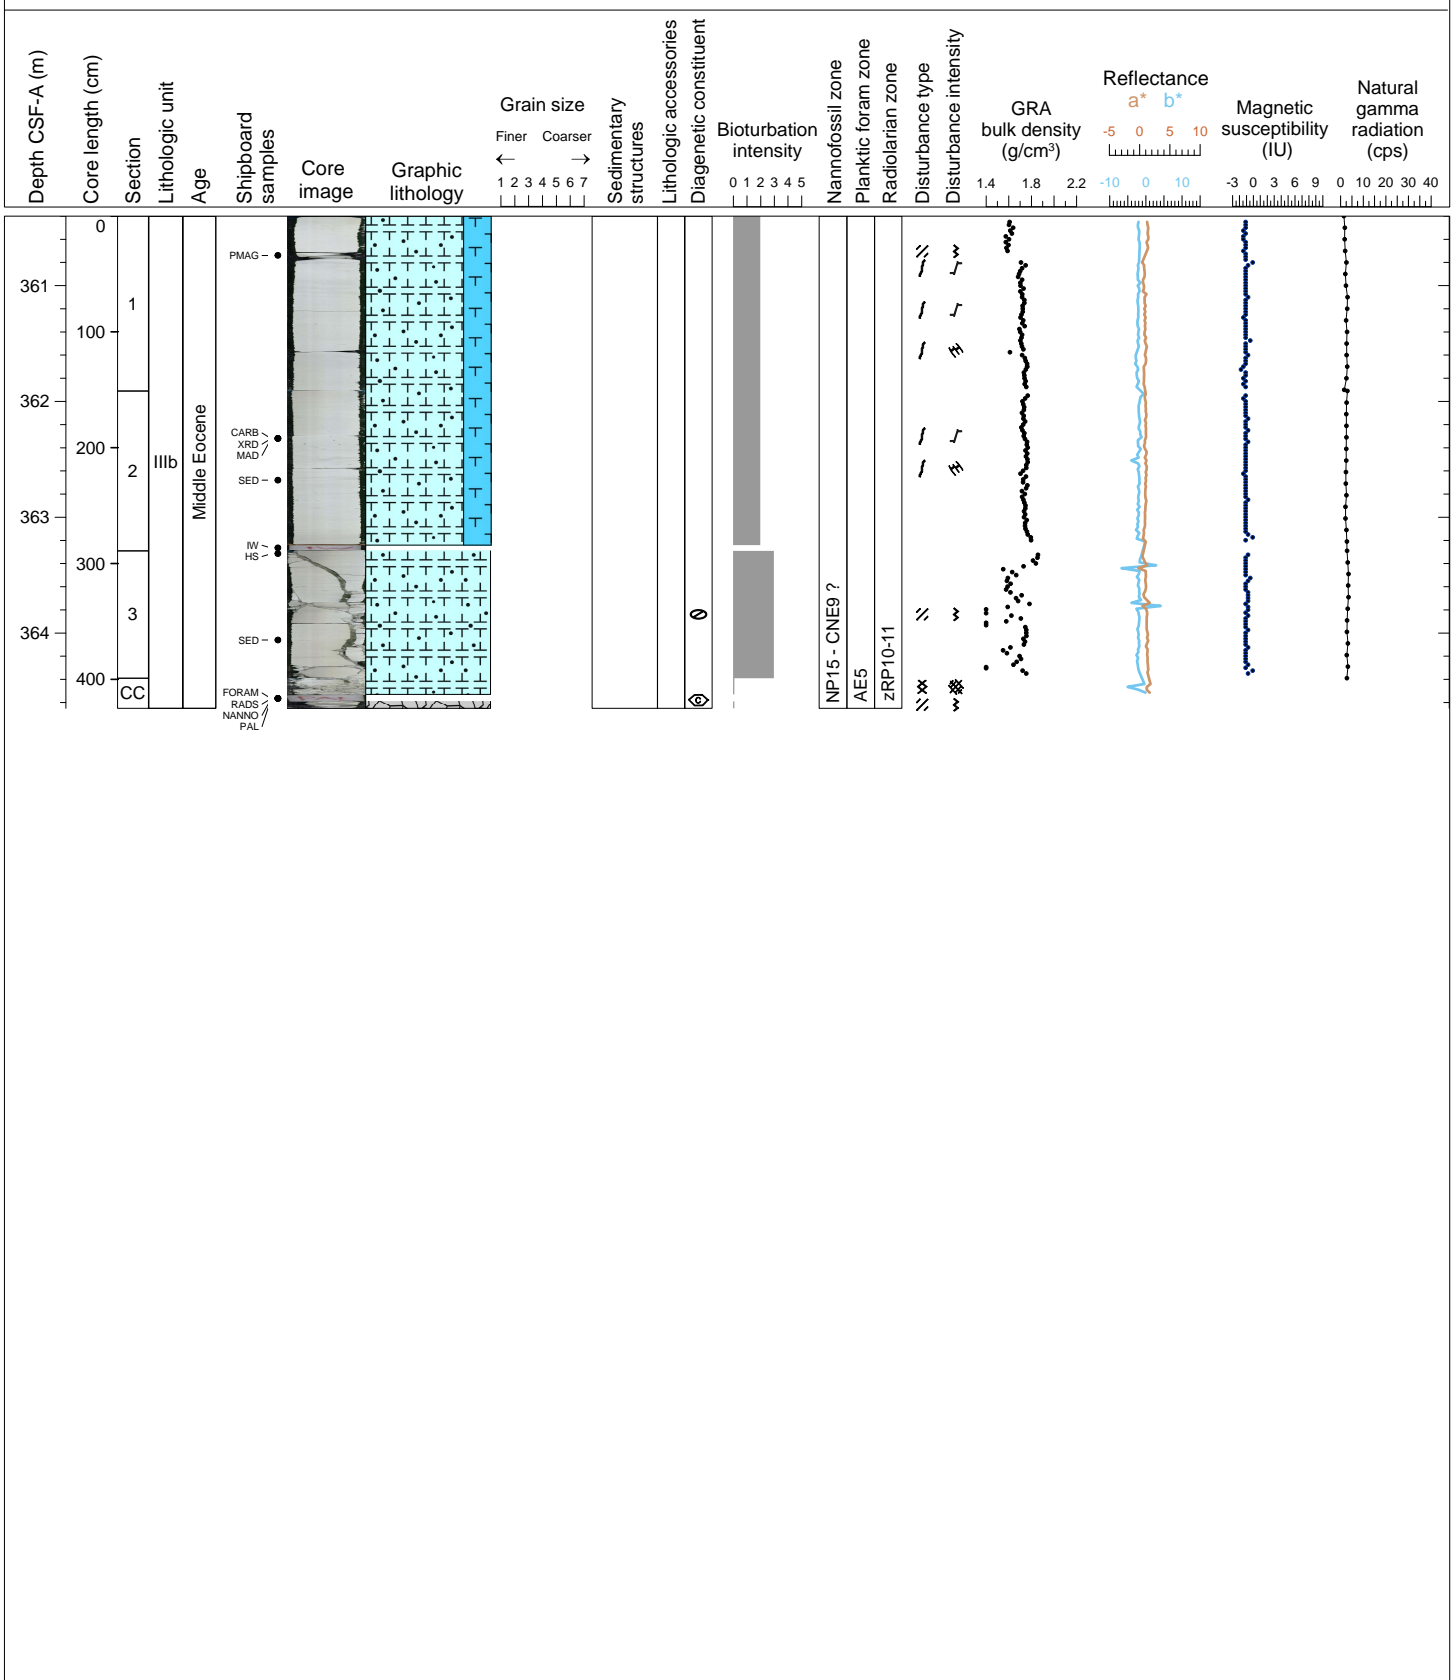 Depth CSF-A (m)
Core length (cm)
Section
Lithologic unit
Age
Shipboard
samples
Core
image
Graphic
lithology
Grain size
Finer Coarser
1 2 3 4 5 6 7
Sedimentary
structures
Lithologic accessories
Diagenetic constituent
Bioturbation
intensity
0 1 2 3 4 5
Nannofossil zone
Planktic foram zone
Radiolarian zone
Disturbance type
Disturbance intensity
GRA
bulk density
(g/cm³)
1.4 1.8 2.2
Reflectance
a* b*
-5 0 5 10
-10 0 10
Magnetic
susceptibility
(IU)
-3 0 3 6 9
Natural
gamma
radiation
(cps)
0 10 20 30 40
361
362
363
364
0
100
200
300
400
1
2
3
CC
IIIb
Middle Eocene
PMAG
CARB
XRD
MAD
SED
IW
HS
SED
FORAM
RADS
NANNO
PAL
C
NP15 - CNE9 ?
AE5
zRP10-11